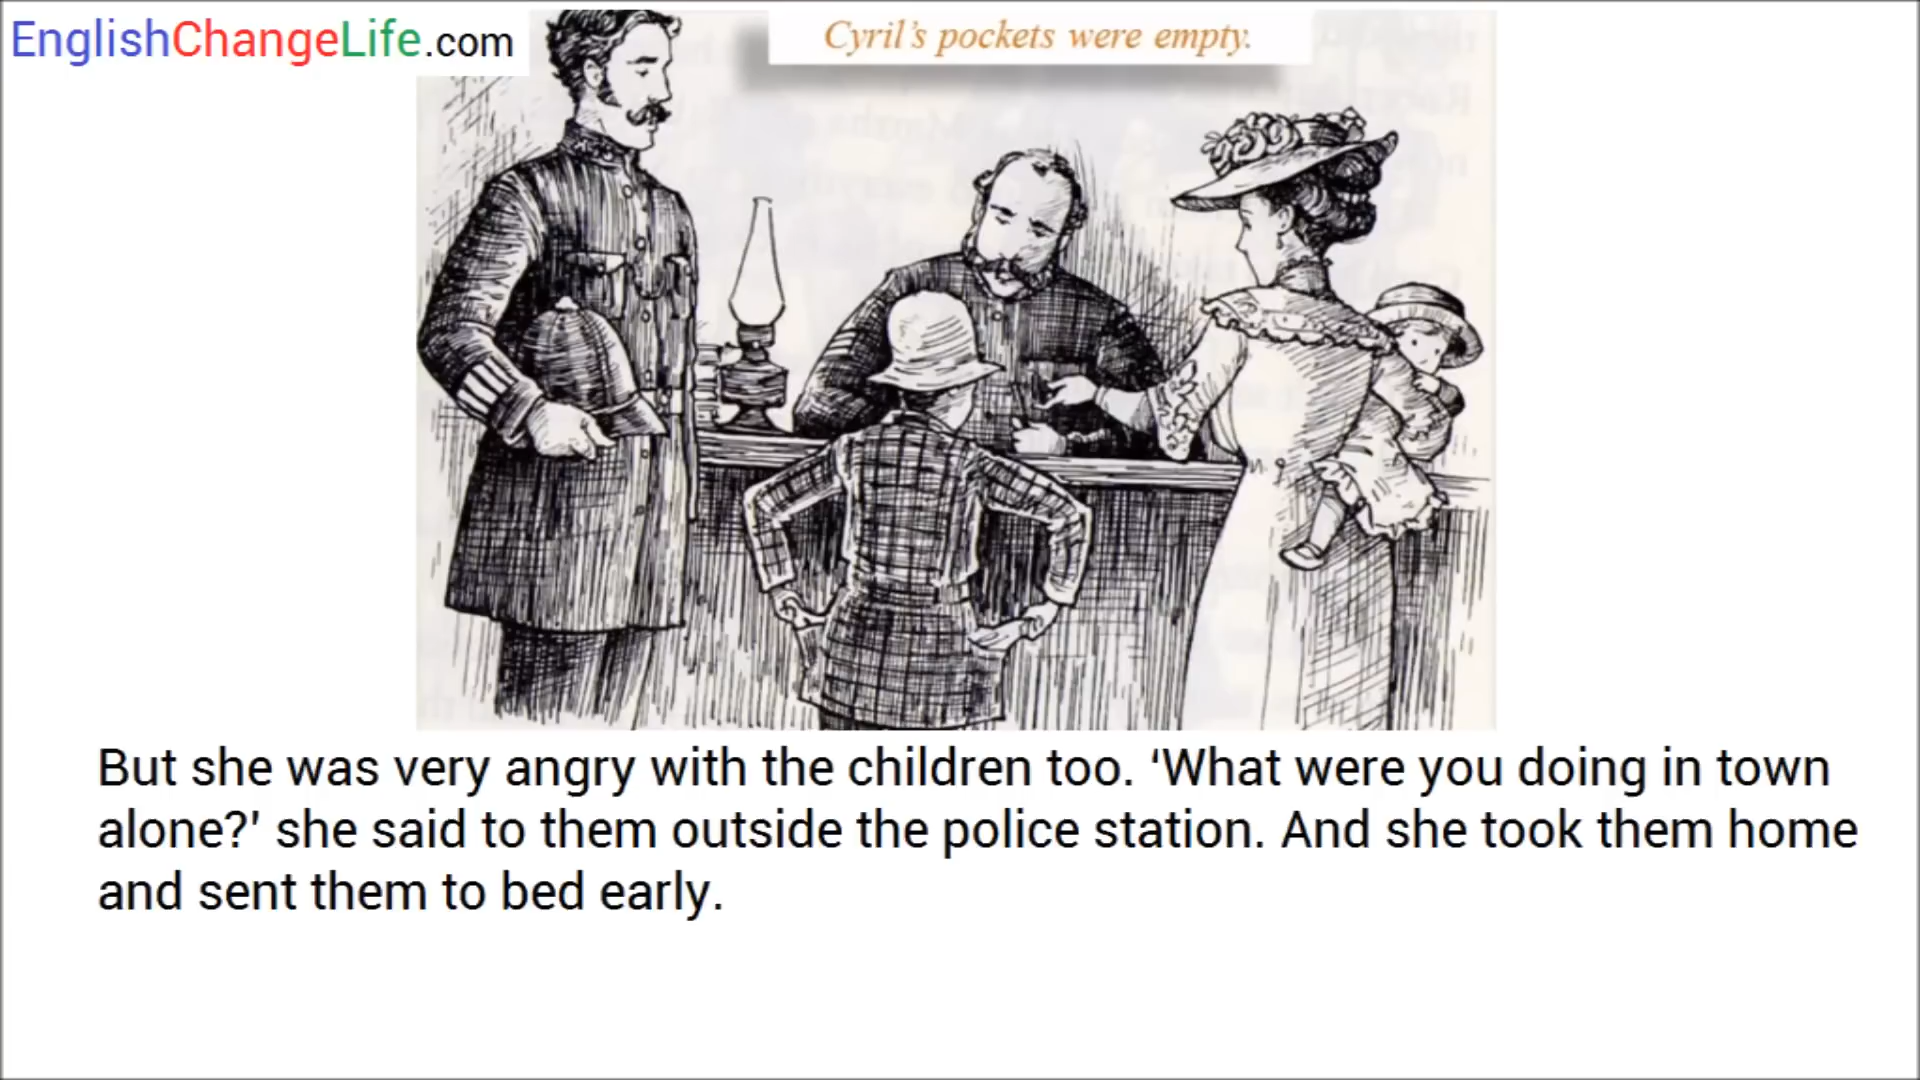 EnglishChangeLife.com
Cyril's pockets were empty.
But she was very angry with the children too. ‘What were you doing in town
alone?’ she said to them outside the police station. And she took them home
and sent them to bed early.